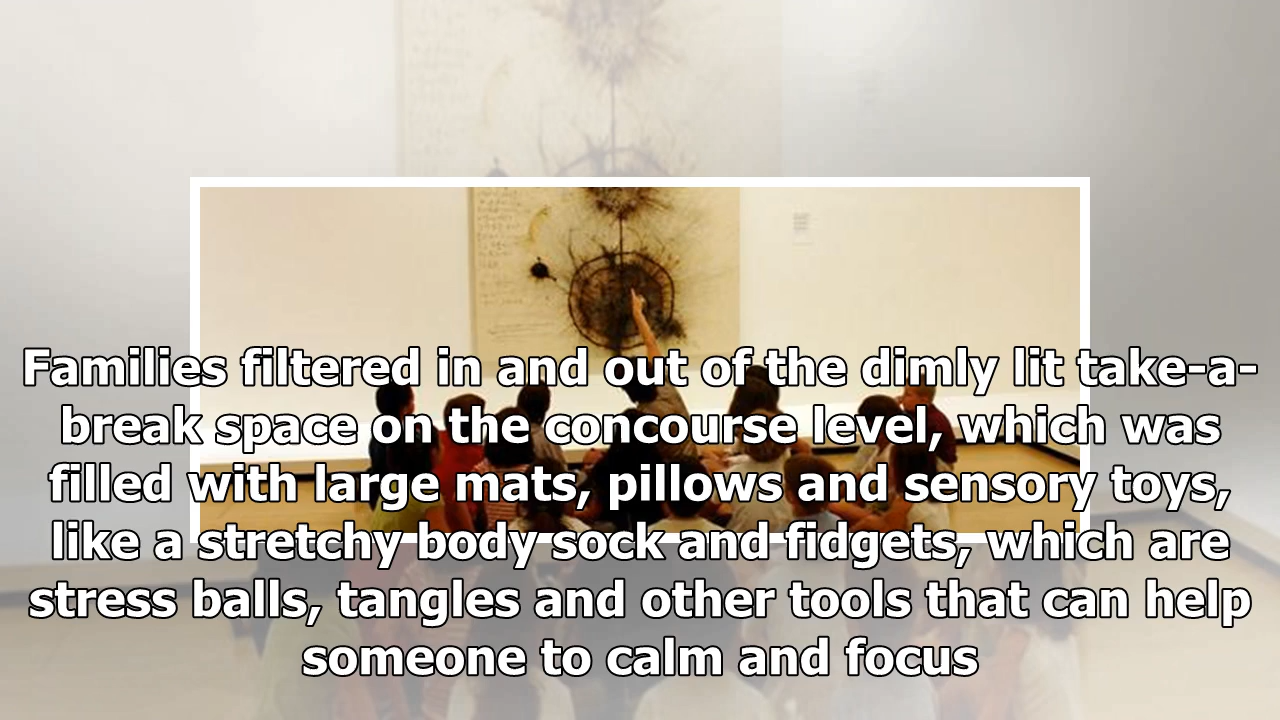 Families filtered in and out of the dimly lit take-a-
break space on the concourse level, which was
filled with large mats, pillows and sensory toys,
like a stretchy body sock and fidgets, which are
stress balls, tangles and other tools that can help
someone to calm and focus